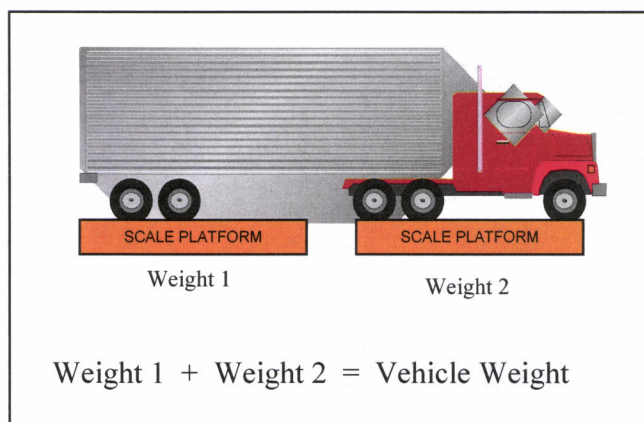 SCALE PLATFORM SCALE PLATFORM
Weight 1 Weight 2
Weight 1 + Weight 2 = Vehicle Weight